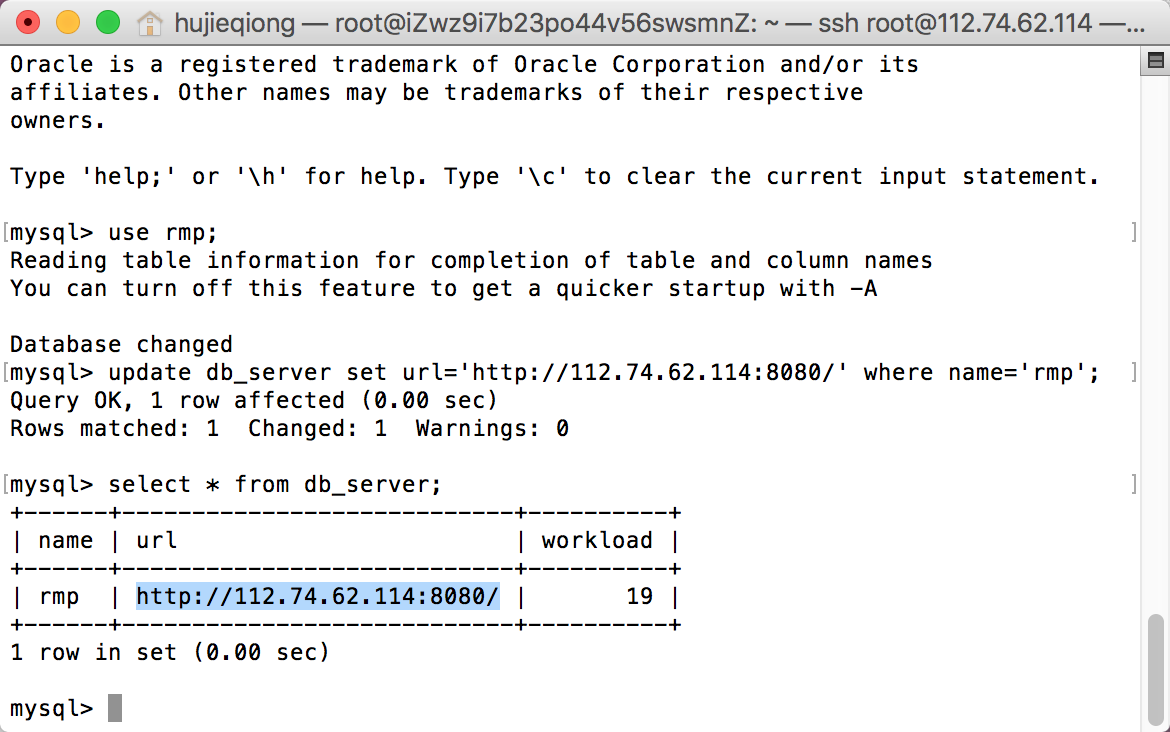 hujieqiong — root@iZwz9i7b23po44v56swsmnZ: ~ — ssh root@112.74.62.114 —...
Oracle is a registered trademark of Oracle Corporation and/or its
affiliates. Other names may be trademarks of their respective
owners.
Type 'help;' or '\h' for help. Type '\c' to clear the current input statement.
[mysql> use rmp; ]
Reading table information for completion of table and column names
You can turn off this feature to get a quicker startup with -A
Database changed
[mysql> update db_server set url='http://112.74.62.114:8080/' where name='rmp'; ]
Query OK, 1 row affected (0.00 sec)
Rows matched: 1  Changed: 1  Warnings: 0
[mysql> select * from db_server; ]
+------+----------------------------+----------+
| name | url                        | workload |
+------+----------------------------+----------+
| rmp  | http://112.74.62.114:8080/ |       19 |
+------+----------------------------+----------+
1 row in set (0.00 sec)
mysql>